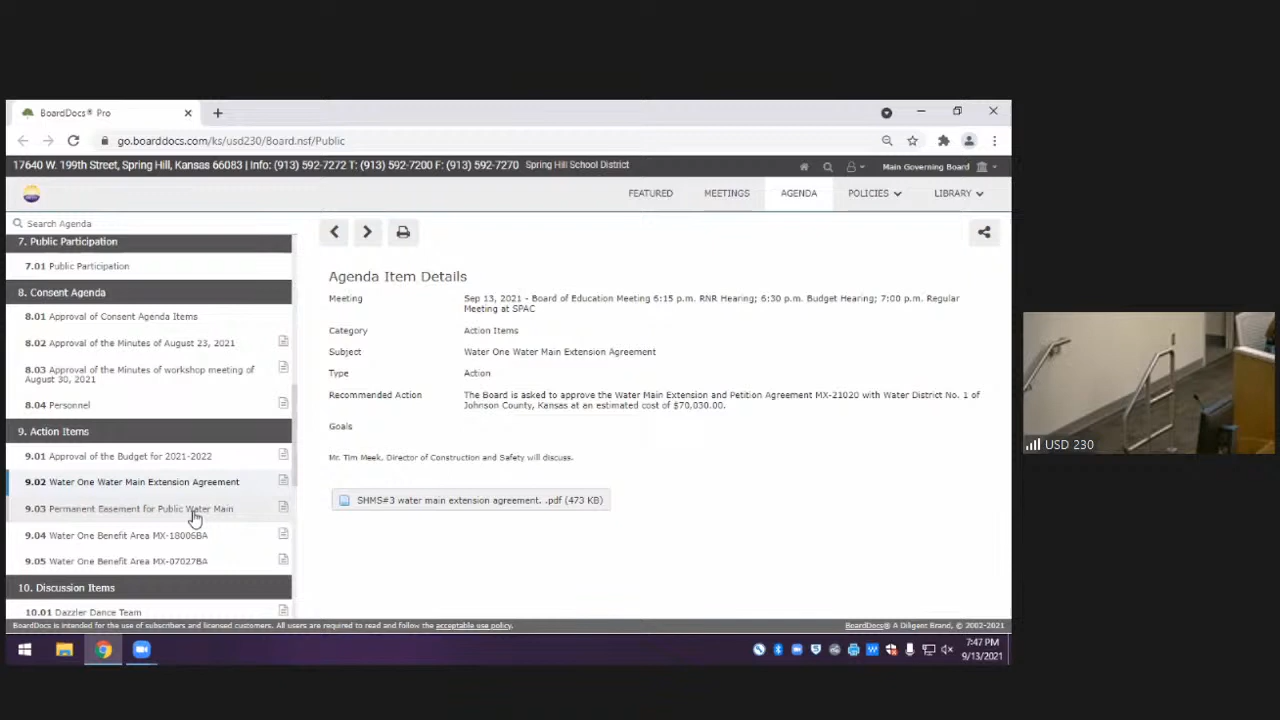 BoardDocs® Pro
go.boarddocs.com/ks/usd230/Board.nsf/Public
17640 W. 199th Street, Spring Hill, Kansas 66083 | Info: (913) 592-7272 T: (913) 592-7200 F: (913) 592-7270 Spring Hill School District
Main Governing Board
FEATURED MEETINGS AGENDA POLICIES LIBRARY
Search Agenda
7. Public Participation
7.01 Public Participation
8. Consent Agenda
8.01 Approval of Consent Agenda Items
8.02 Approval of the Minutes of August 23, 2021
8.03 Approval of the Minutes of workshop meeting of
August 30, 2021
8.04 Personnel
9. Action Items
9.01 Approval of the Budget for 2021-2022
9.02 Water One Water Main Extension Agreement
9.03 Permanent Easement for Public Water Main
9.04 Water One Benefit Area MX-18006BA
9.05 Water One Benefit Area MX-07027BA
10. Discussion Items
10.01 Dazzler Dance Team
Agenda Item Details
Meeting Sep 13, 2021 - Board of Education Meeting 6:15 p.m. RNR Hearing; 6:30 p.m. Budget Hearing; 7:00 p.m. Regular
Meeting at SPAC
Category Action Items
Subject Water One Water Main Extension Agreement
Type Action
Recommended Action The Board is asked to approve the Water Main Extension and Petition Agreement MX-21020 with Water District No. 1 of
Johnson County, Kansas at an estimated cost of $70,030.00.
Goals
Mr. Tim Meek, Director of Construction and Safety will discuss.
SHMS#3 water main extension agreement. .pdf (473 KB)
BoardDocs is intended for the use of subscribers and licensed customers. All users are required to read and follow the acceptable use policy.
BoardDocs® A Diligent Brand, © 2002-2021
7:47 PM
9/13/2021
USD 230